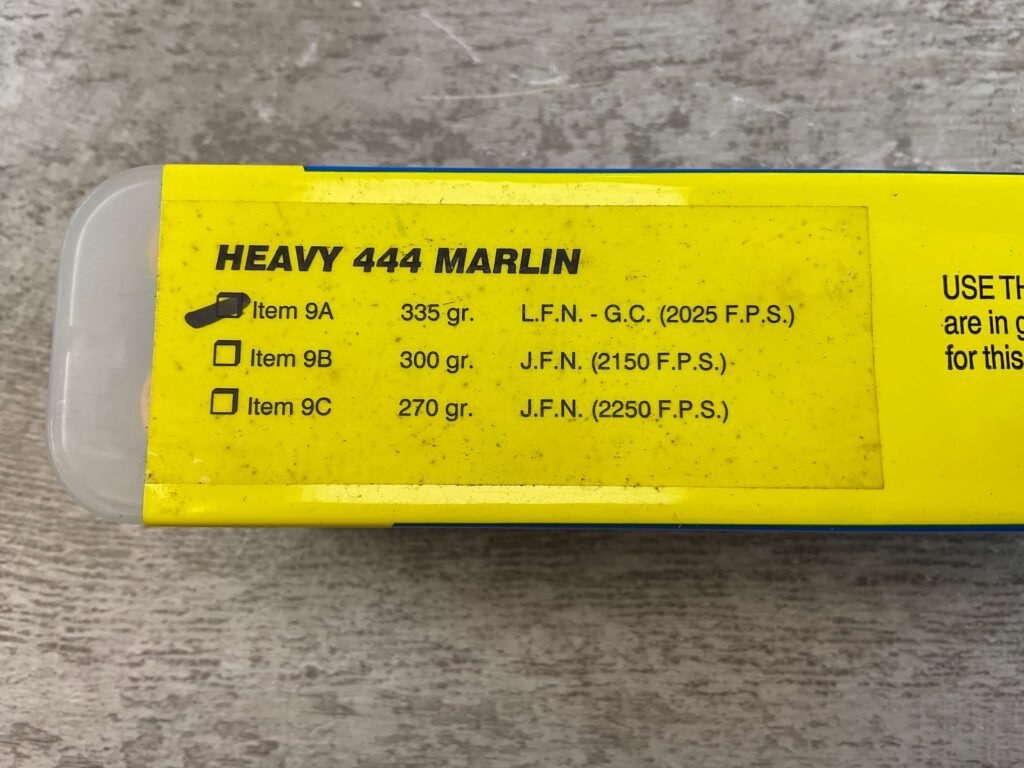 HEAVY 444 MARLIN
Item 9A 335 gr. L.F.N. - G.C. (2025 F.P.S.)
Item 9B 300 gr. J.F.N. (2150 F.P.S.)
Item 9C 270 gr. J.F.N. (2250 F.P.S.)
USE
are in
for this